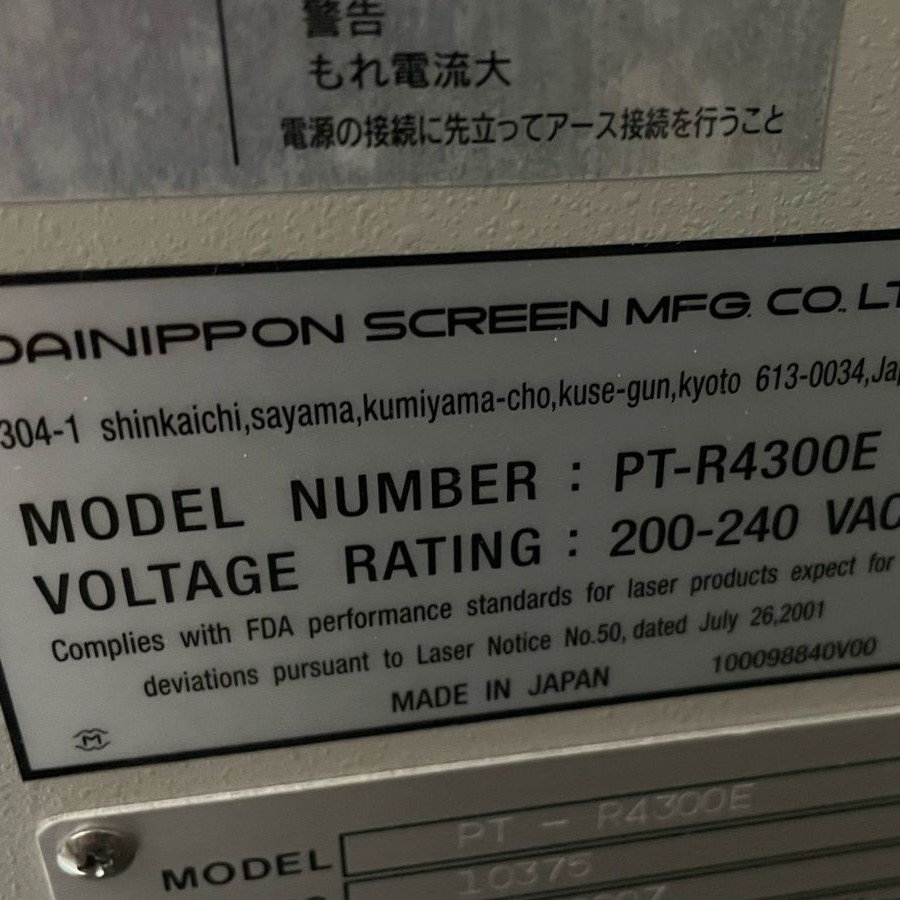 警告
もれ電流大
電源の接続に先立ってアース接続を行うこと
DAINIPPON SCREEN MFG. CO., LT
304-1 shinkaichi,sayama,kumiyama-cho,kuse-gun,kyoto 613-0034,Jap
MODEL NUMBER : PT-R4300E
VOLTAGE RATING : 200-240 VAC
Complies with FDA performance standards for laser products expect for
deviations pursuant to Laser Notice No.50, dated July 26,2001
MADE IN JAPAN 100098840V00
M
MODEL PT - R4300E
10375